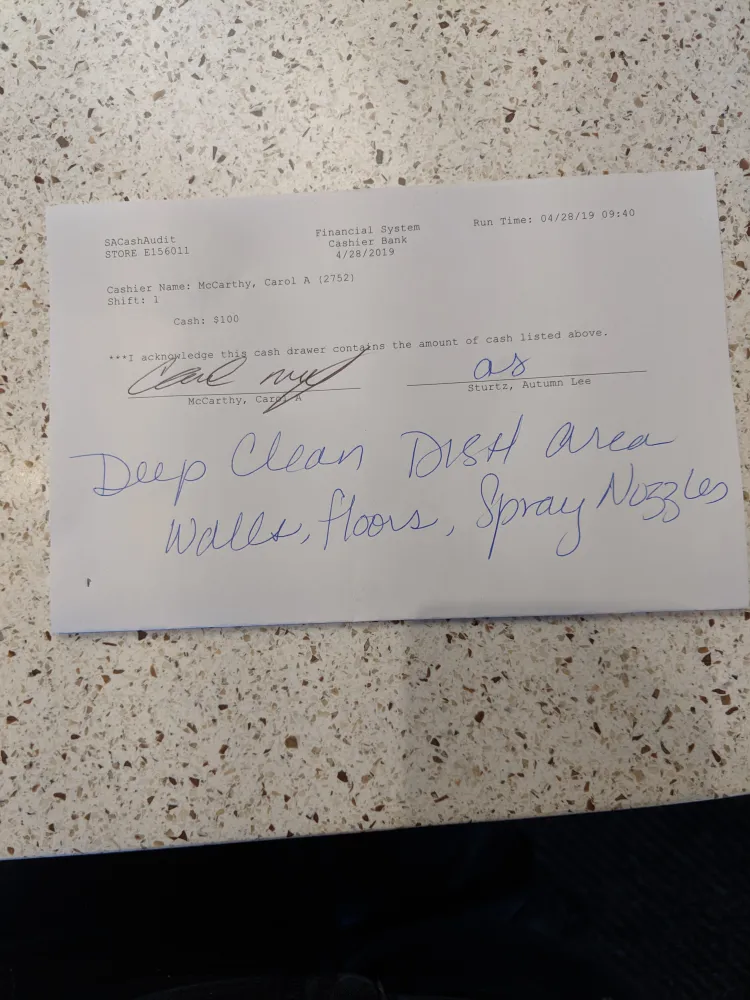 SACashAudit Financial System Run Time: 04/28/19 09:40
STORE E156011 Cashier Bank
4/28/2019
Cashier Name: McCarthy, Carol A (2752)
Shift: 1
Cash: $100
***I acknowledge this cash drawer contains the amount of cash listed above.
as
McCarthy, Carol A Sturtz, Autumn Lee
Deep Clean DISH area
Walls, floors, Spray Nozzles